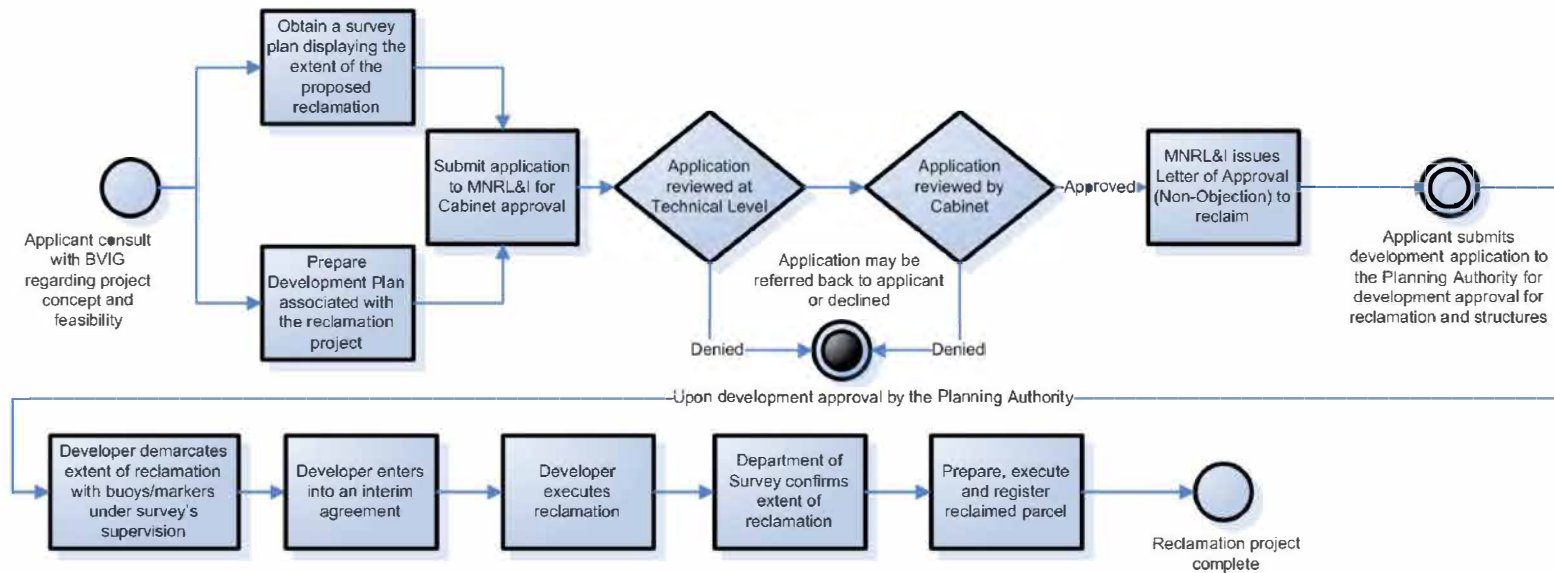 Obtain a survey
plan displaying the
extent of the
proposed
reclamation
Applicant consult
with BVIG
regarding project
concept and
feasibility
Prepare
Development Plan
associated with
the reclamation
project
Submit application
to MNRL&I for
Cabinet approval
Application
reviewed at
Technical Level
Application
reviewed by
Cabinet
Approved
MNRL&I issues
Letter of Approval
(Non-Objection) to
reclaim
Applicant submits
development application to
the Planning Authority for
development approval for
reclamation and structures
Application may be
referred back to applicant
or declined
Denied
Denied
Upon development approval by the Planning Authority
Developer demarcates
extent of reclamation
with buoys/markers
under survey's
supervision
Developer enters
into an interim
agreement
Developer
executes
reclamation
Department of
Survey confirms
extent of
reclamation
Prepare, execute
and register
reclaimed parcel
Reclamation project
complete